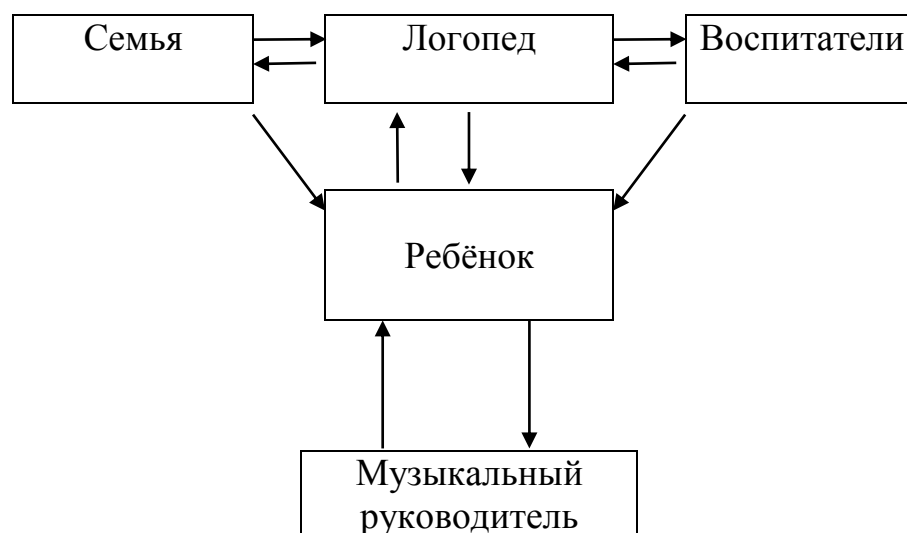 Семья
Логопед
Воспитатели
Ребёнок
Музыкальный
руководитель